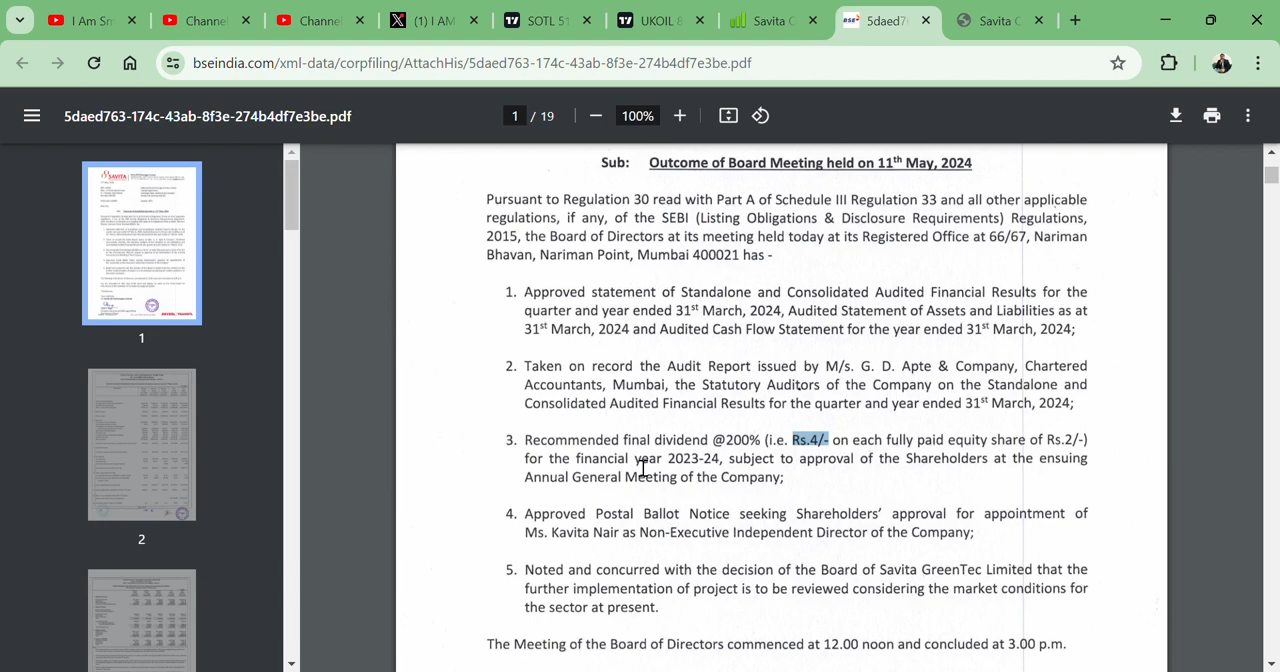 I Am Sm
Channel
Channel
(1) I AM
SOTL 51
UKOIL 8
Savita C
5daed7
Savita C
bseindia.com/xml-data/corpfiling/AttachHis/5daed763-174c-43ab-8f3e-274b4df7e3be.pdf
5daed763-174c-43ab-8f3e-274b4df7e3be.pdf
1 / 19
100%
Sub: Outcome of Board Meeting held on 11th May, 2024
Pursuant to Regulation 30 read with Part A of Schedule III Regulation 33 and all other applicable
regulations, if any, of the SEBI (Listing Obligations & Disclosure Requirements) Regulations,
2015, the Board of Directors at its meeting held today at its Registered Office at 66/67, Nariman
Bhavan, Nariman Point, Mumbai 400021 has -
1. Approved statement of Standalone and Consolidated Audited Financial Results for the
quarter and year ended 31st March, 2024, Audited Statement of Assets and Liabilities as at
31st March, 2024 and Audited Cash Flow Statement for the year ended 31st March, 2024;
2. Taken on record the Audit Report issued by M/s. G. D. Apte & Company, Chartered
Accountants, Mumbai, the Statutory Auditors of the Company on the Standalone and
Consolidated Audited Financial Results for the quarter and year ended 31st March, 2024;
3. Recommended final dividend @200% (i.e. Rs.4/- each fully paid equity share of Rs.2/-)
for the financial year 2023-24, subject to approval of the Shareholders at the ensuing
Annual General Meeting of the Company;
4. Approved Postal Ballot Notice seeking Shareholders' approval for appointment of
Ms. Kavita Nair as Non-Executive Independent Director of the Company;
5. Noted and concurred with the decision of the Board of Savita GreenTec Limited that the
further implementation of project is to be reviewed considering the market conditions for
the sector at present.
The Meeting of the Board of Directors commenced at 12.00 noon and concluded at 3.00 p.m.
SAVITA
1
2